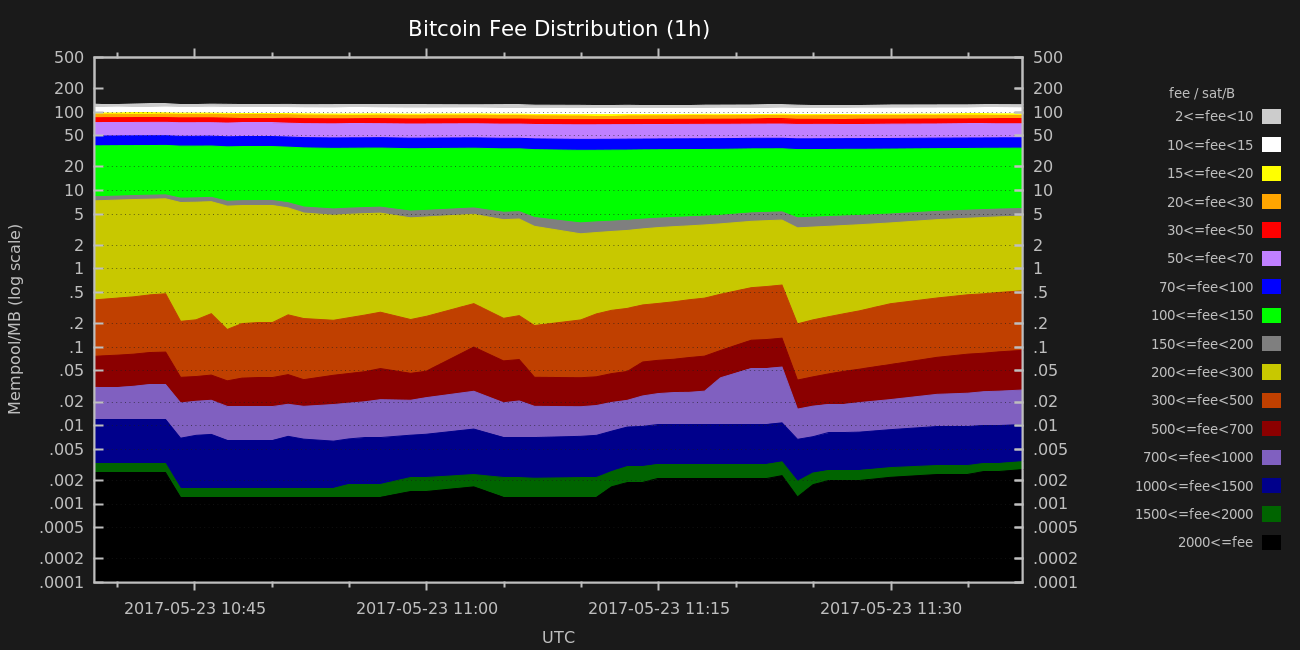 Bitcoin Fee Distribution (1h)
500 500
200 200
100 100
50 50
20 20
10 10
5 5
2 2
1 1
.5 .5
.2 .2
.1 .1
.05 .05
.02 .02
.01 .01
.005 .005
.002 .002
.001 .001
.0005 .0005
.0002 .0002
.0001 .0001
Mempool/MB (log scale)
2017-05-23 10:45 2017-05-23 11:00 2017-05-23 11:15 2017-05-23 11:30
UTC
fee / sat/B
2<=fee<10
10<=fee<15
15<=fee<20
20<=fee<30
30<=fee<50
50<=fee<70
70<=fee<100
100<=fee<150
150<=fee<200
200<=fee<300
300<=fee<500
500<=fee<700
700<=fee<1000
1000<=fee<1500
1500<=fee<2000
2000<=fee